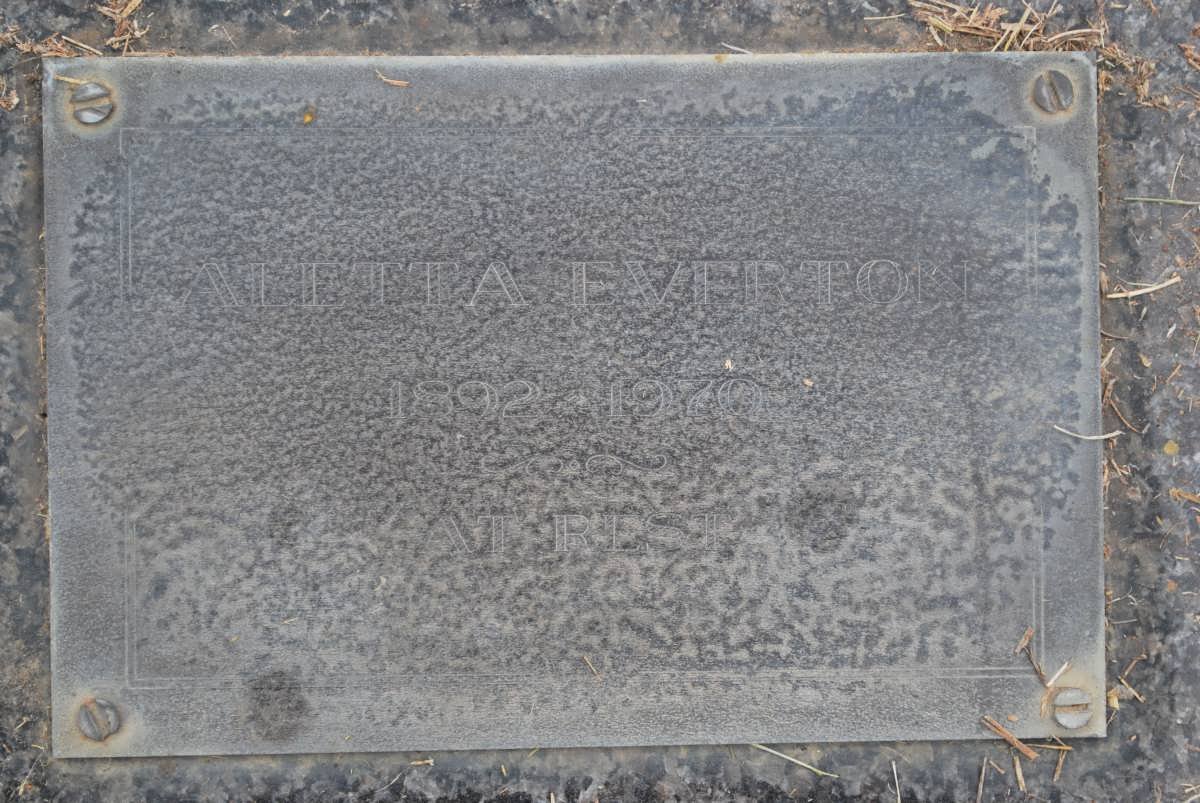 ALETTA EVERTON
1892 - 1970
AT REST